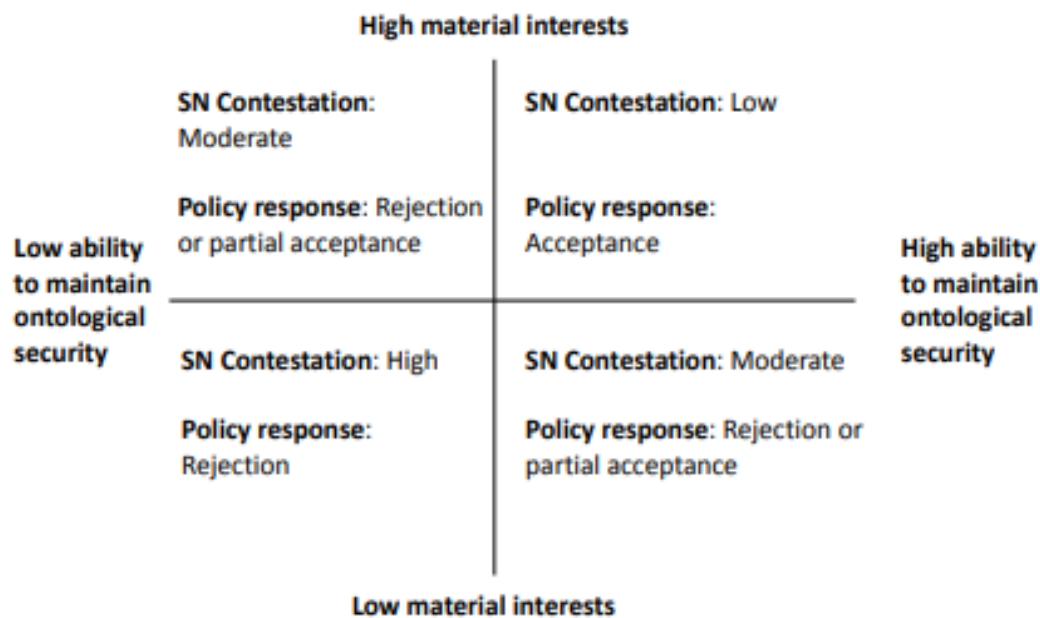 High material interests
SN Contestation:
Moderate
SN Contestation: Low
Policy response: Rejection
or partial acceptance
Policy response:
Acceptance
Low ability
to maintain
ontological
security
High ability
to maintain
ontological
security
SN Contestation: High
SN Contestation: Moderate
Policy response:
Rejection
Policy response: Rejection or
partial acceptance
Low material interests